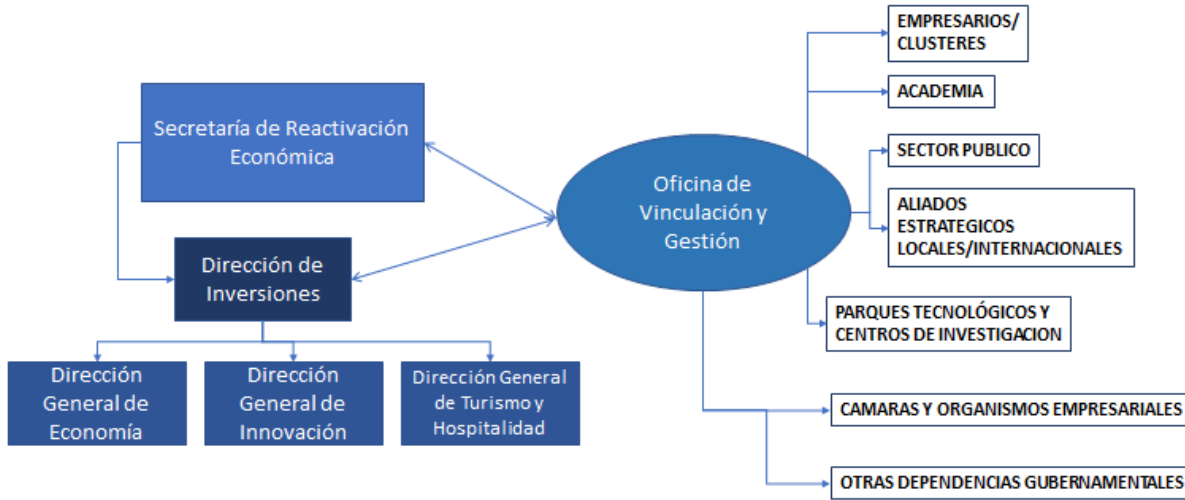 EMPRESARIOS/
CLUSTERES
ACADEMIA
Secretaría de Reactivación
Económica
SECTOR PUBLICO
Oficina de
Vinculación y
Gestión
ALIADOS
ESTRATEGICOS
LOCALES/INTERNACIONALES
Dirección de
Inversiones
PARQUES TECNOLÓGICOS Y
CENTROS DE INVESTIGACION
Dirección
General de
Economía
Dirección
General de
Innovación
Dirección General
de Turismo y
Hospitalidad
CAMARAS Y ORGANISMOS EMPRESARIALES
OTRAS DEPENDENCIAS GUBERNAMENTALES